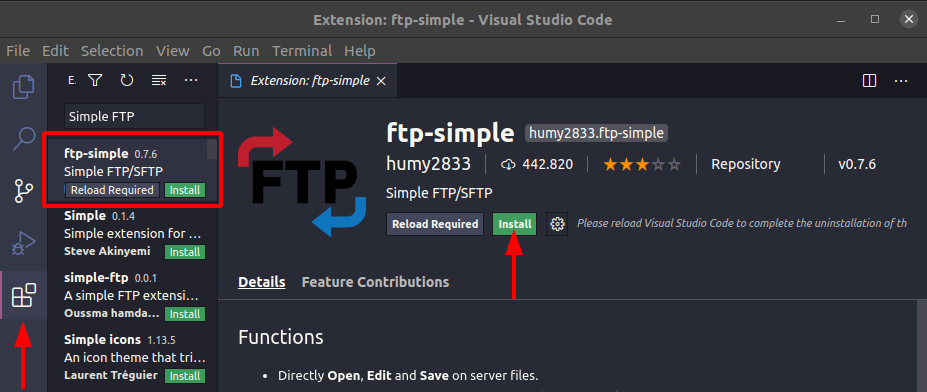 Extension: ftp-simple - Visual Studio Code
File Edit Selection View Go Run Terminal Help
E.
Simple FTP
ftp-simple 0.7.6
Simple FTP/SFTP
Reload Required Install
Simple 0.1.4
Simple extension for ...
Steve Akinyemi Install
simple-ftp 0.0.1
A simple FTP extensi...
Oussma hamda... Install
Simple icons 1.13.5
An icon theme that tri...
Laurent Tréguier Install
Extension: ftp-simple
FTP
ftp-simple humy2833.ftp-simple
humy2833 442.820 Repository v0.7.6
Simple FTP/SFTP
Reload Required Install Please reload Visual Studio Code to complete the uninstallation of th
Details Feature Contributions
Functions
• Directly Open, Edit and Save on server files.